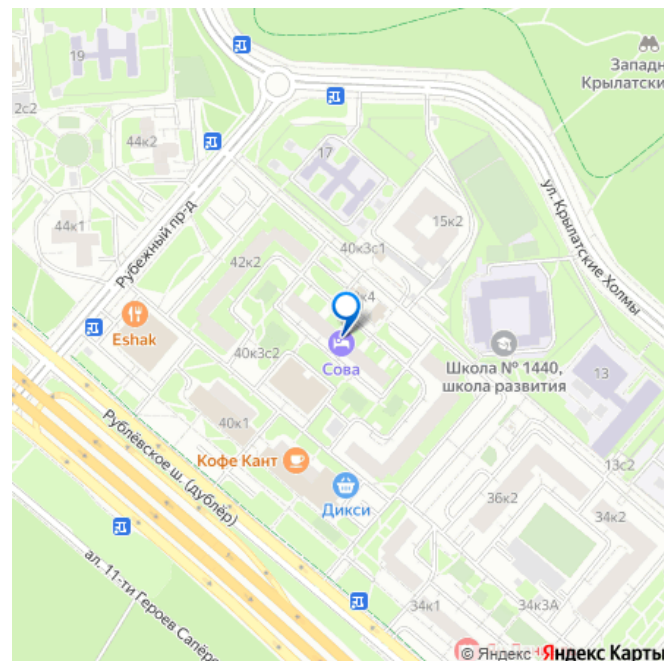 19
Западн
Крылатски
2с2
44к2
17
ул. Крылатские Холмы
15к2
44к1
Рубежный пр-д
40к3с1
42к2
к4
Eshak
40к3с2
Сова
Школа № 1440,
школа развития
13
40к1
Рублёвское ш. (дублёр)
Кофе Кант
Дикси
13с2
36к2
34к2
ал. 11-ти Героев Сапёро
34к1
34к3А
© Яндекс Яндекс Карты